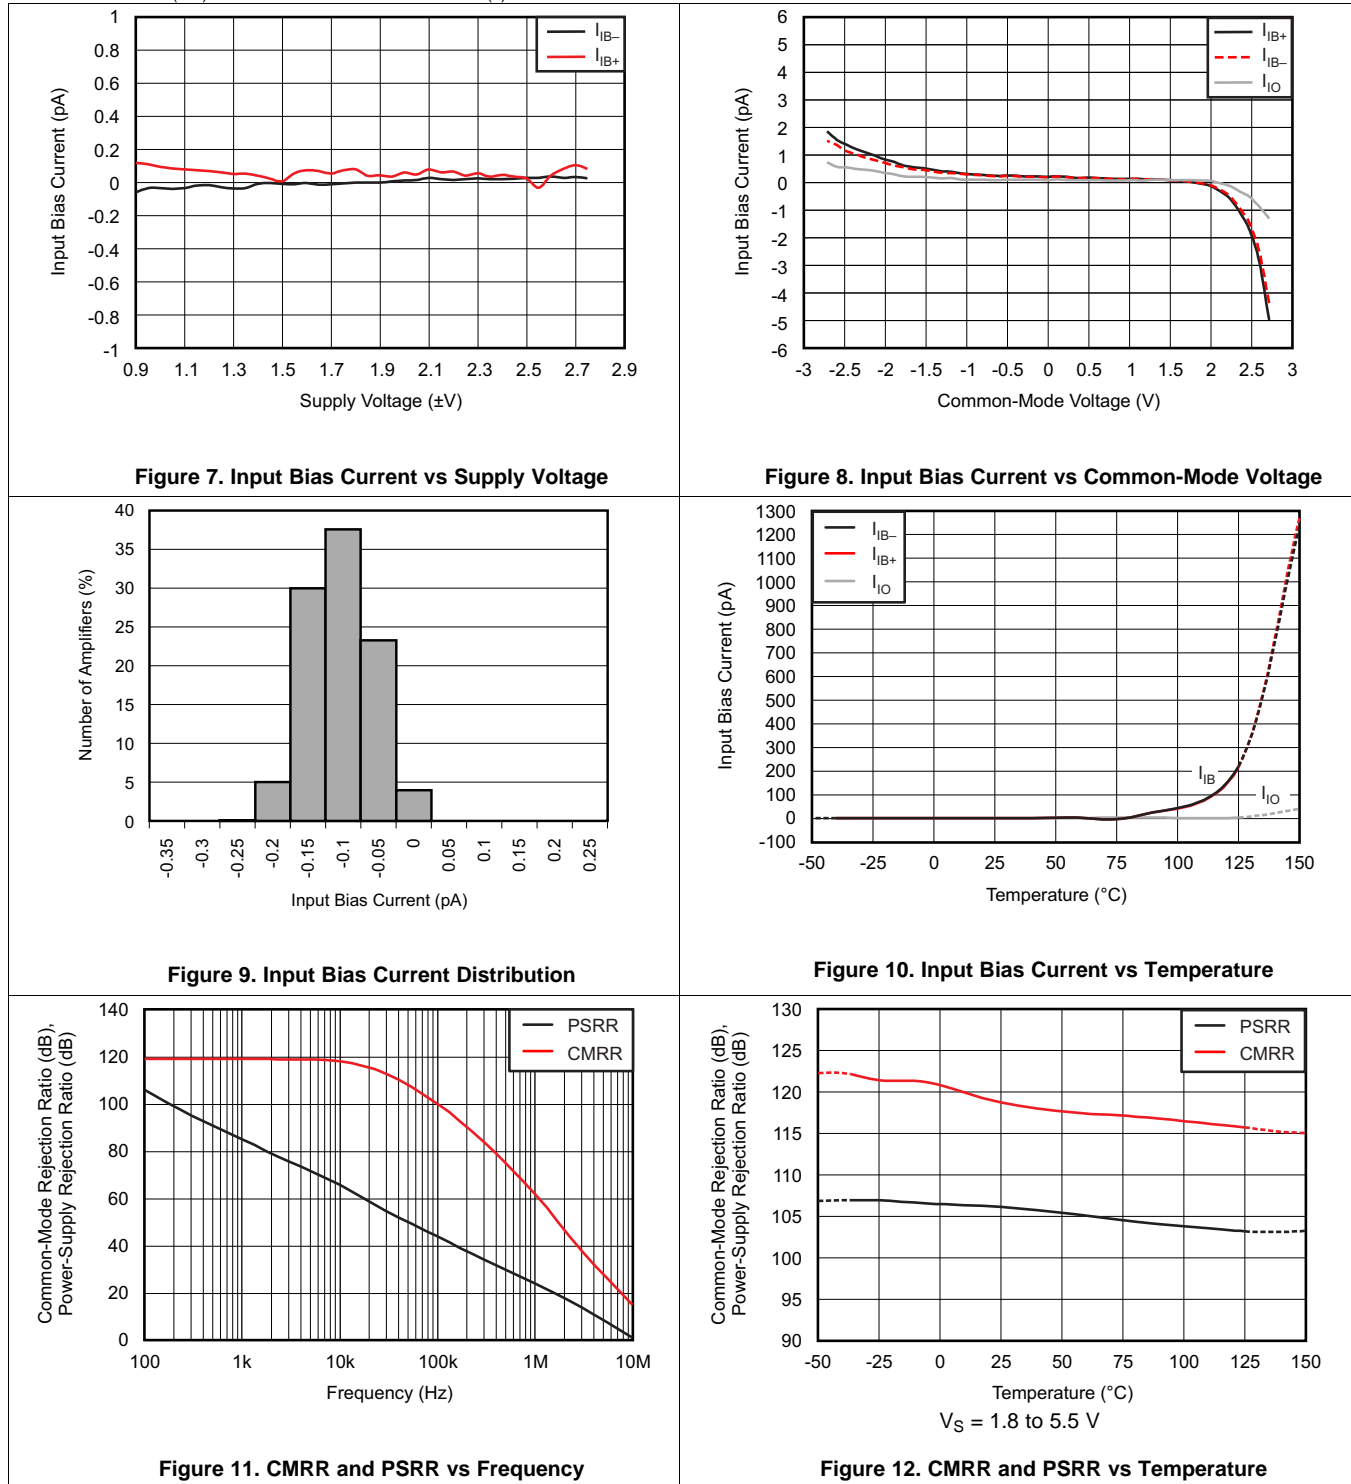 1
0.8
0.6
0.4
0.2
0
-0.2
-0.4
-0.6
-0.8
-1
Input Bias Current (pA)
IIB–
IIB+
0.9 1.1 1.3 1.5 1.7 1.9 2.1 2.3 2.5 2.7 2.9
Supply Voltage (±V)
Figure 7. Input Bias Current vs Supply Voltage
6
5
4
3
2
1
0
-1
-2
-3
-4
-5
-6
Input Bias Current (pA)
IIB+
IIB–
IIO
-3 -2.5 -2 -1.5 -1 -0.5 0 0.5 1 1.5 2 2.5 3
Common-Mode Voltage (V)
Figure 8. Input Bias Current vs Common-Mode Voltage
40
35
30
25
20
15
10
5
0
Number of Amplifiers (%)
-0.35 -0.3 -0.25 -0.2 -0.15 -0.1 -0.05 0 0.05 0.1 0.15 0.2 0.25
Input Bias Current (pA)
Figure 9. Input Bias Current Distribution
1300
1200
1100
1000
900
800
700
600
500
400
300
200
100
0
-100
Input Bias Current (pA)
IIB–
IIB+
IIO
IIB
IIO
-50 -25 0 25 50 75 100 125 150
Temperature (°C)
Figure 10. Input Bias Current vs Temperature
140
120
100
80
60
40
20
0
Common-Mode Rejection Ratio (dB),
Power-Supply Rejection Ratio (dB)
PSRR
CMRR
100 1k 10k 100k 1M 10M
Frequency (Hz)
Figure 11. CMRR and PSRR vs Frequency
130
125
120
115
110
105
100
95
90
Common-Mode Rejection Ratio (dB),
Power-Supply Rejection Ratio (dB)
PSRR
CMRR
-50 -25 0 25 50 75 100 125 150
Temperature (°C)
VS = 1.8 to 5.5 V
Figure 12. CMRR and PSRR vs Temperature